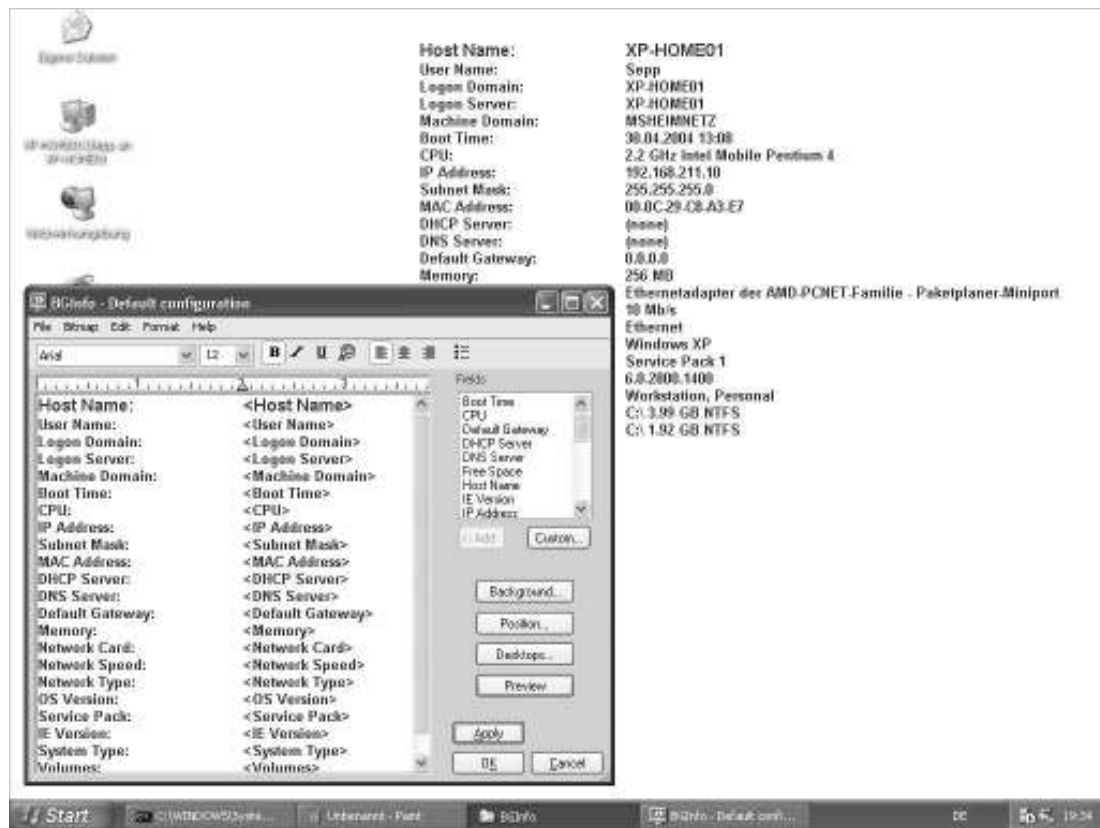 Eigene Dateien
Host Name: XP-HOME01
User Name: Sepp
Logon Domain: XP-HOME01
Logon Server: XP-HOME01
Machine Domain: MSHEIMNETZ
Boot Time: 30.04.2004 13:08
CPU: 2.2 GHz Intel Mobile Pentium 4
IP Address: 192.168.211.10
Subnet Mask: 255.255.255.0
MAC Address: 00-0C-29-C8-A3-E7
DHCP Server: (none)
DNS Server: (none)
Default Gateway: 0.0.0.0
Memory: 256 MB
Ethernetadapter der AMD-PCNET-Familie - Paketplaner-Miniport
10 Mb/s
Ethernet
Windows XP
Service Pack 1
6.0.2800.1400
Workstation, Personal
C:\ 3.99 GB NTFS
C:\ 1.92 GB NTFS
Netzwerkumgebung
BGInfo - Default configuration
File Bitmap Edit Format Help
Arial 12 B U
1 2 3
Host Name: <Host Name>
User Name: <User Name>
Logon Domain: <Logon Domain>
Logon Server: <Logon Server>
Machine Domain: <Machine Domain>
Boot Time: <Boot Time>
CPU: <CPU>
IP Address: <IP Address>
Subnet Mask: <Subnet Mask>
MAC Address: <MAC Address>
DHCP Server: <DHCP Server>
DNS Server: <DNS Server>
Default Gateway: <Default Gateway>
Memory: <Memory>
Network Card: <Network Card>
Network Speed: <Network Speed>
Network Type: <Network Type>
OS Version: <OS Version>
Service Pack: <Service Pack>
IE Version: <IE Version>
System Type: <System Type>
Volumes: <Volumes>
Fields
Boot Time
CPU
Default Gateway
DHCP Server
DNS Server
Free Space
Host Name
IE Version
IP Address
<- Add Custom...
Background...
Position...
Desktops...
Preview
Apply
OK Cancel
Start C:\WINDOWS\Syste... Unbenannt - Paint BGInfo BGInfo - Default conf... DE 19:34